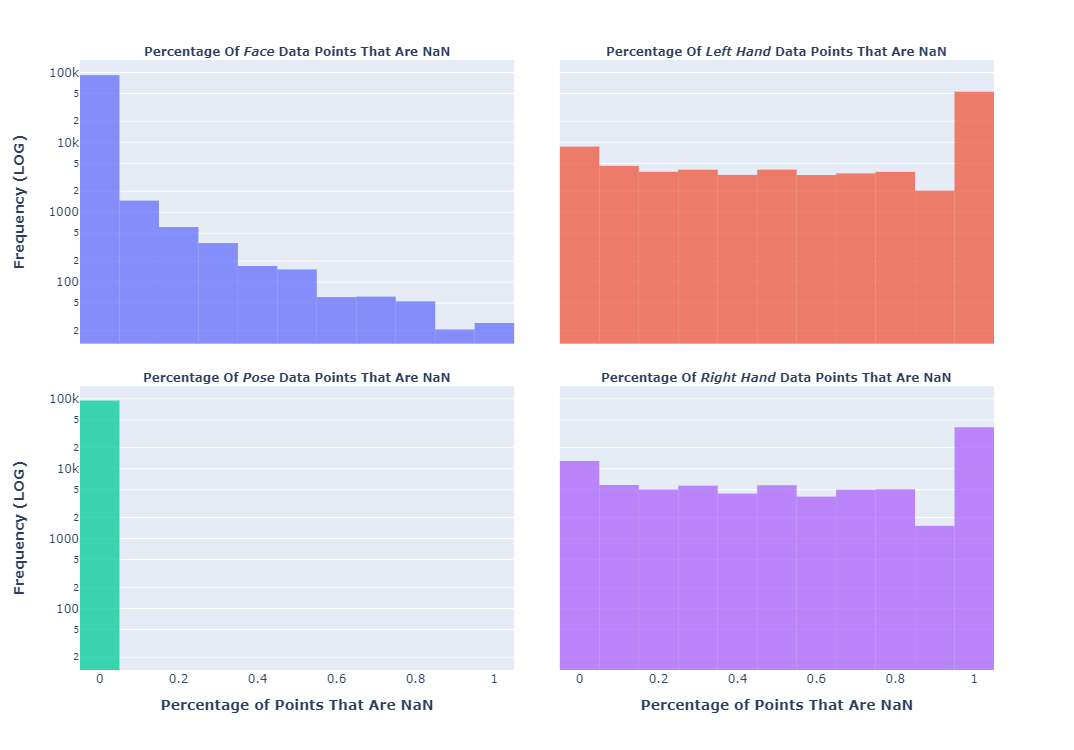 Percentage Of Face Data Points That Are NaN
Percentage Of Left Hand Data Points That Are NaN
Frequency (LOG)
100k
5
2
10k
5
2
1000
5
2
100
5
2
Percentage Of Pose Data Points That Are NaN
Percentage Of Right Hand Data Points That Are NaN
Frequency (LOG)
100k
5
2
10k
5
2
1000
5
2
100
5
2
0 0.2 0.4 0.6 0.8 1
0 0.2 0.4 0.6 0.8 1
Percentage of Points That Are NaN
Percentage of Points That Are NaN